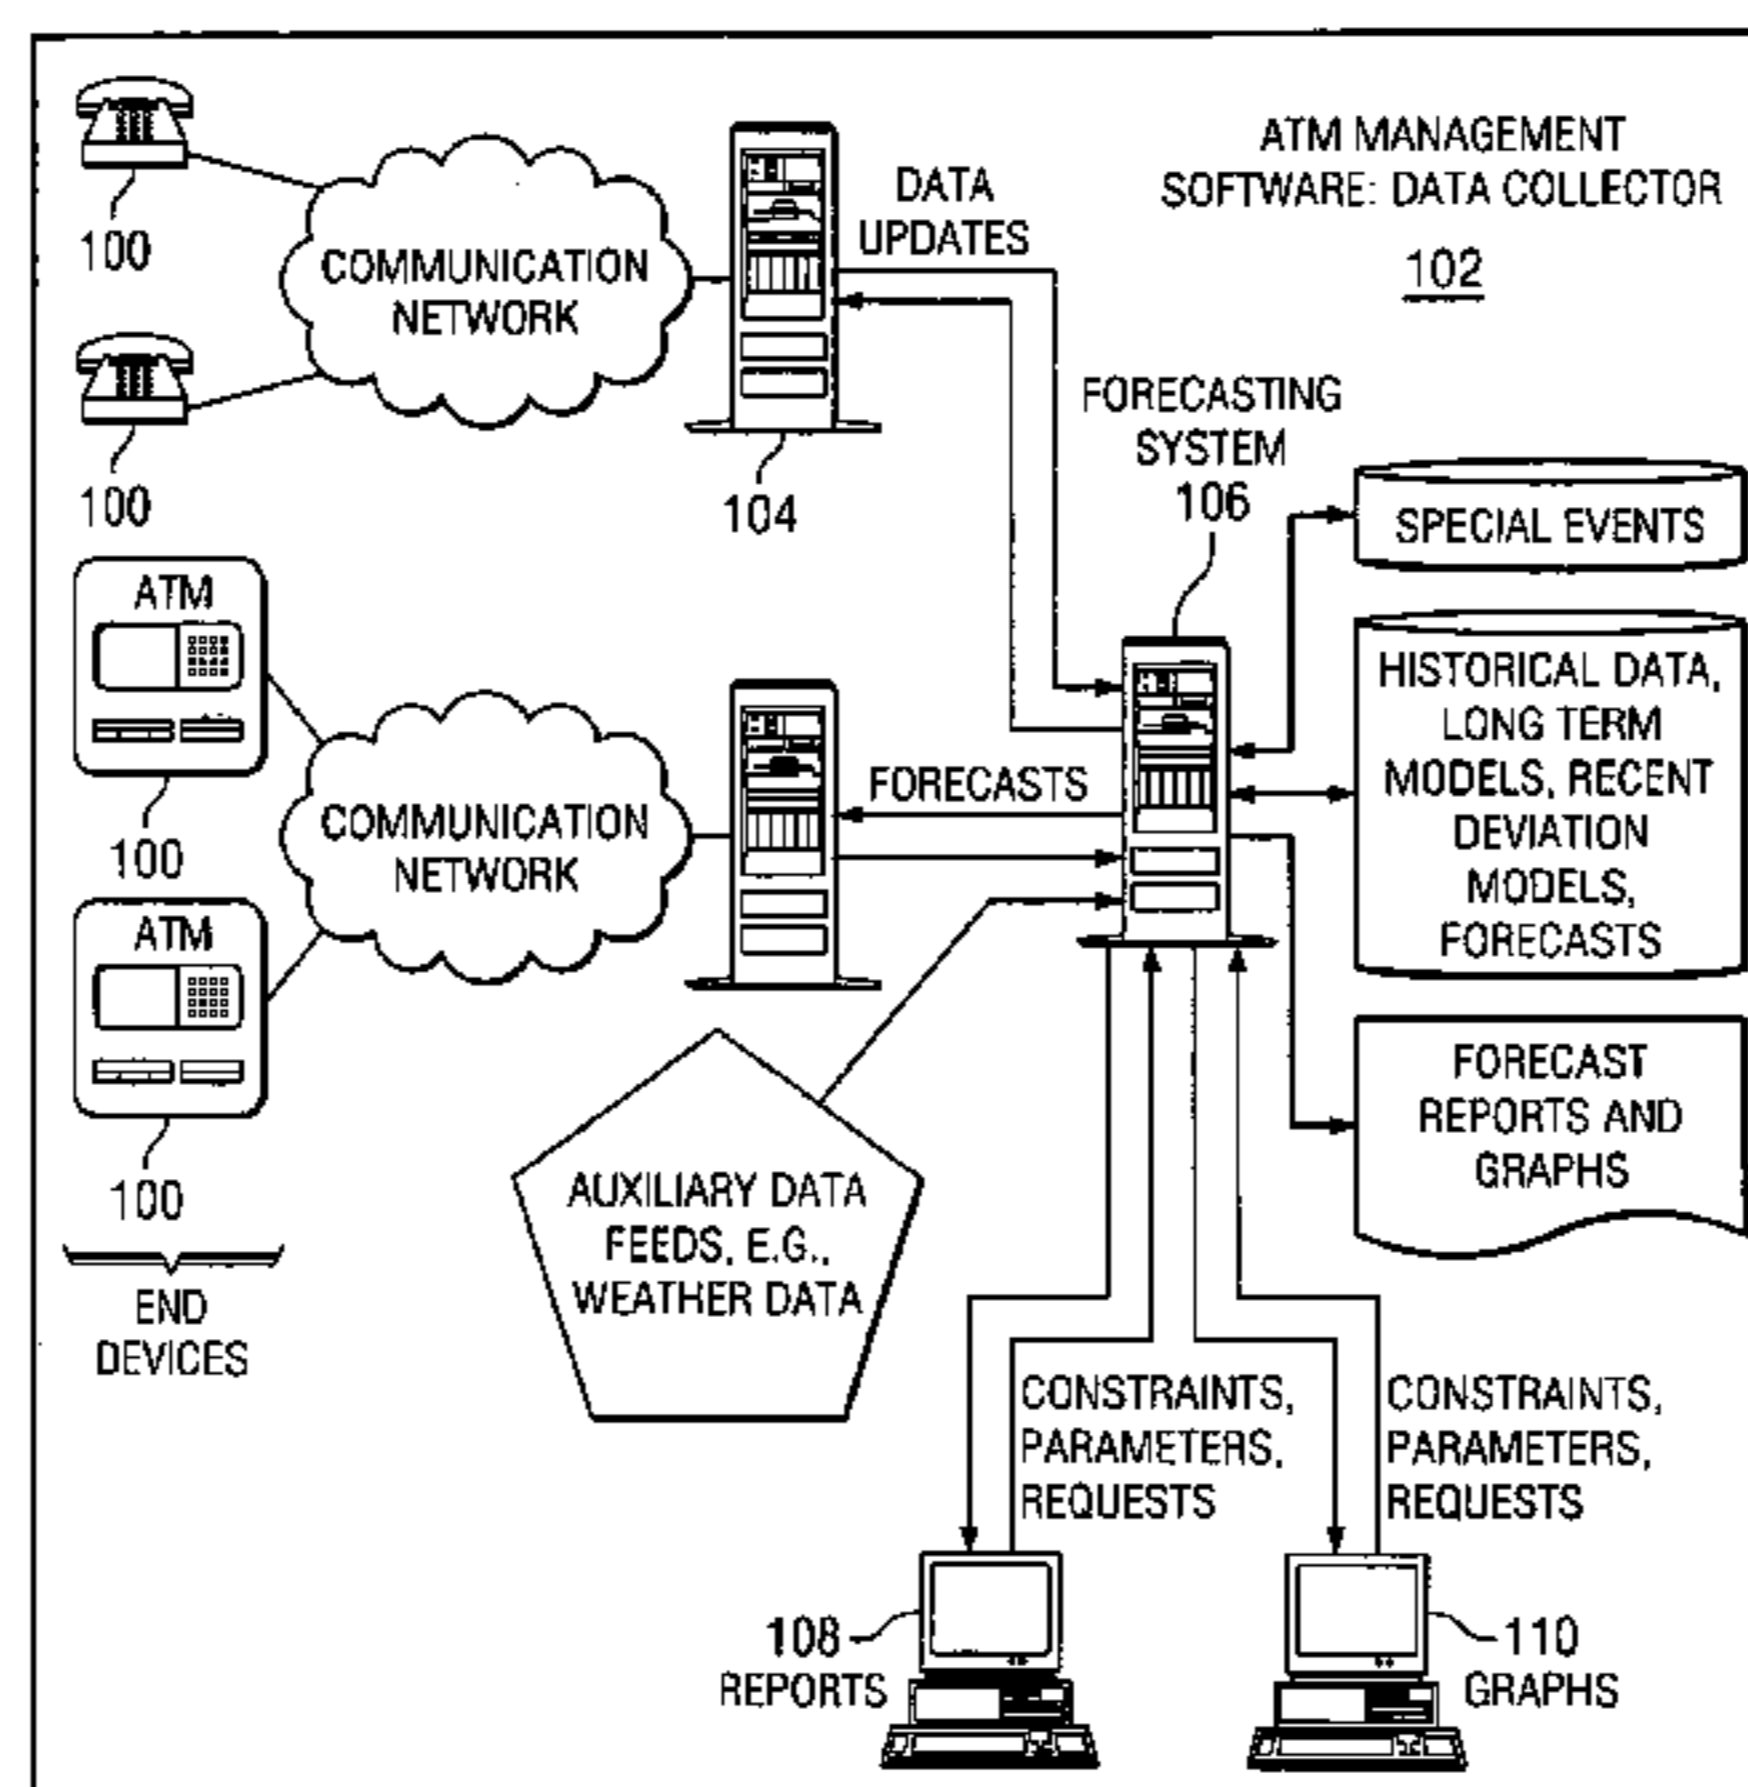 ATM MANAGEMENT
SOFTWARE: DATA COLLECTOR
102
100
COMMUNICATION
NETWORK
DATA
UPDATES
100
104
FORECASTING
SYSTEM
106
SPECIAL EVENTS
ATM
100
COMMUNICATION
NETWORK
FORECASTS
HISTORICAL DATA,
LONG TERM
MODELS, RECENT
DEVIATION
MODELS,
FORECASTS
ATM
100
END
DEVICES
AUXILIARY DATA
FEEDS, E.G.,
WEATHER DATA
FORECAST
REPORTS AND
GRAPHS
CONSTRAINTS,
PARAMETERS,
REQUESTS
CONSTRAINTS,
PARAMETERS,
REQUESTS
108
REPORTS
110
GRAPHS